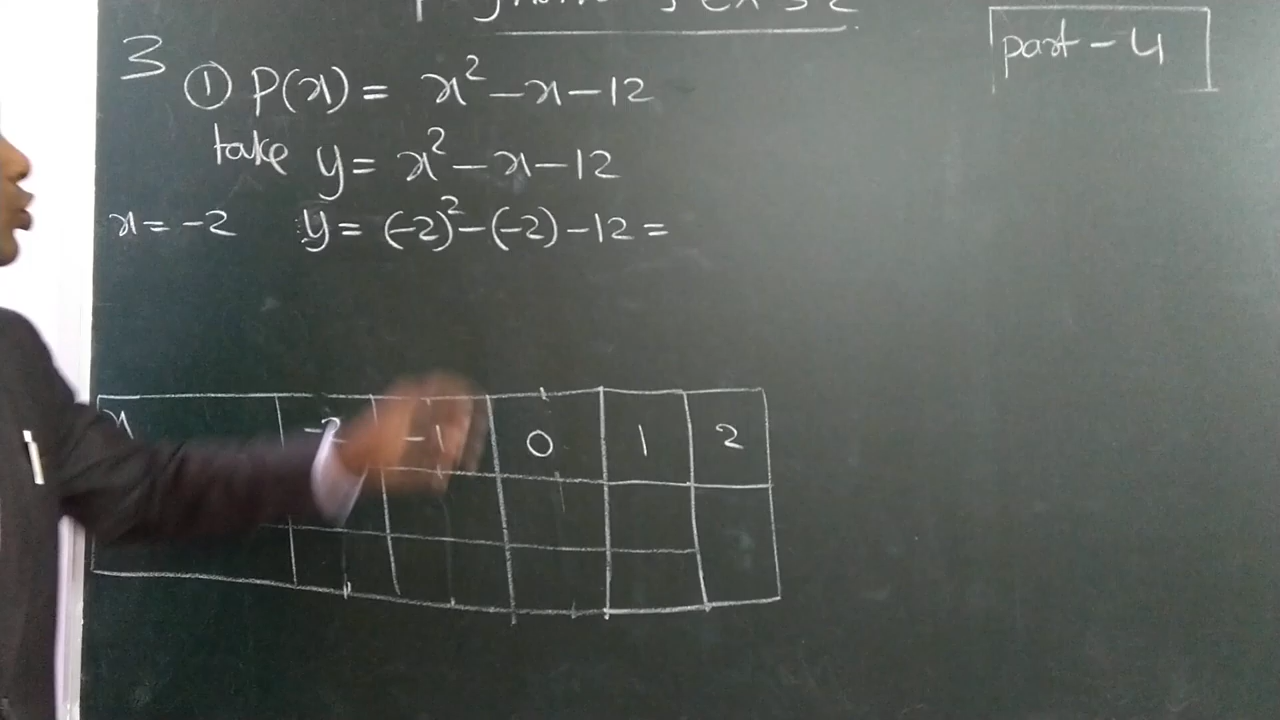 part - 4
3 ① P(x) = x² - x - 12
take y = x² - x - 12
x = -2 y = (-2)² - (-2) - 12 =
x -2 -1 0 1 2